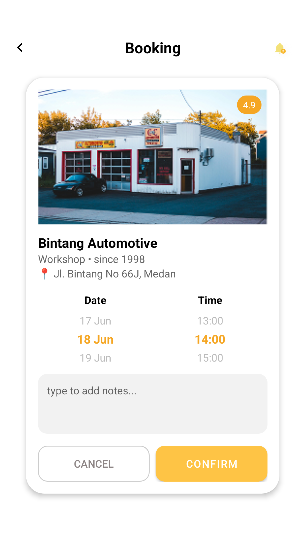 Booking
4.9
Bintang Automotive
Workshop • since 1998
Jl. Bintang No 66J, Medan
Date Time
17 Jun 13:00
18 Jun 14:00
19 Jun 15:00
type to add notes...
CANCEL CONFIRM